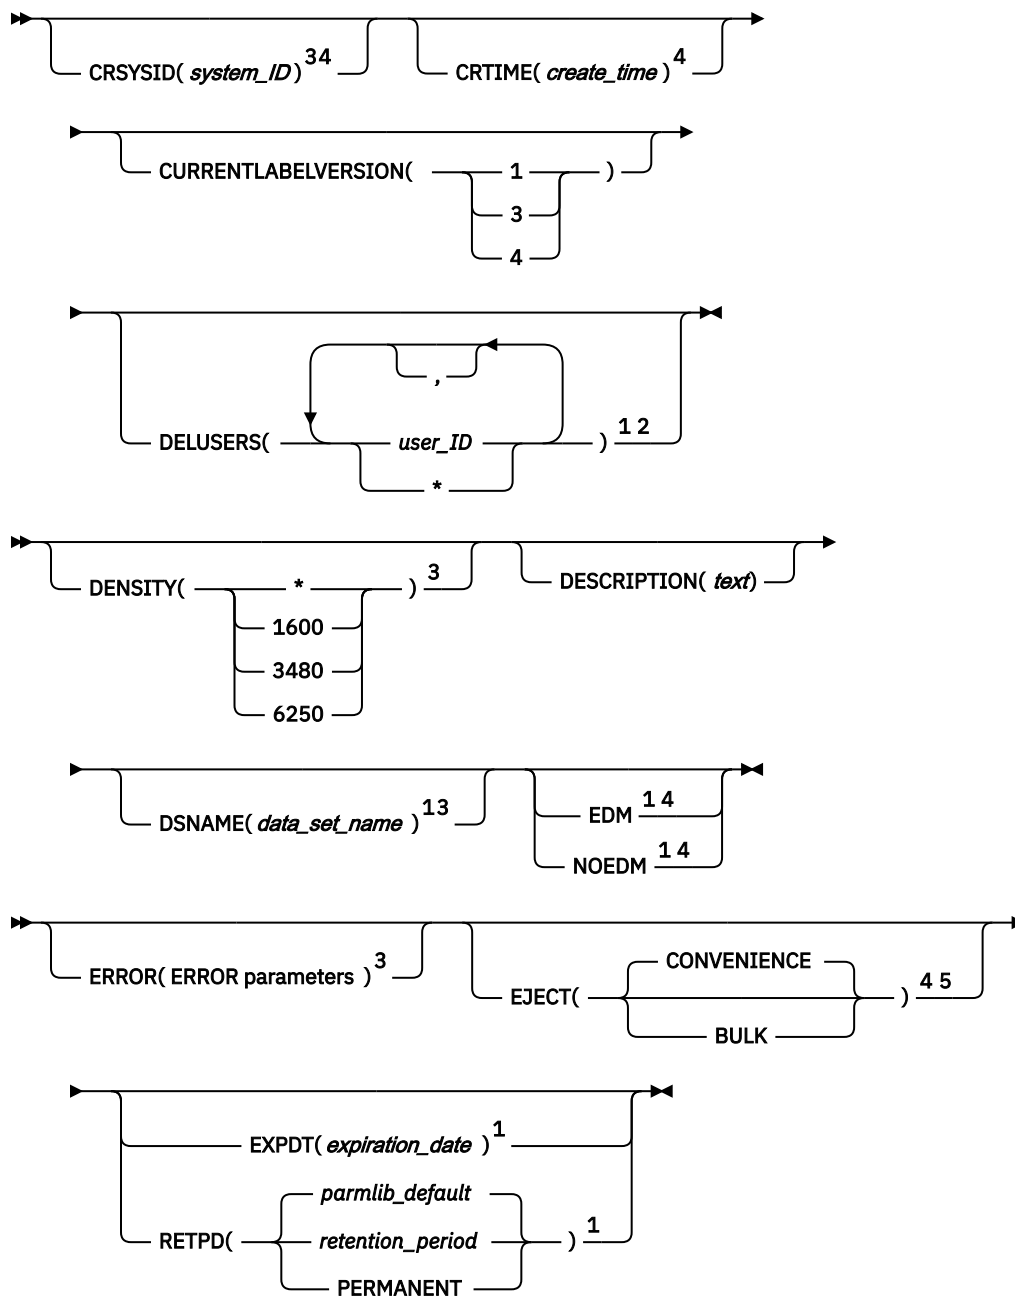 CRSYSID( system_ID ) 34 CRTIME( create_time ) 4
CURRENTLABELVERSION( 1 )
3
4
,
DELUSERS( user_ID ) 1 2
*
DENSITY( * ) 3 DESCRIPTION( text)
1600
3480
6250
DSNAME( data_set_name ) 13 EDM 1 4
NOEDM 1 4
ERROR( ERROR parameters ) 3 CONVENIENCE
EJECT( ) 4 5
BULK
EXPDT( expiration_date ) 1
parmlib_default
RETPD( retention_period ) 1
PERMANENT